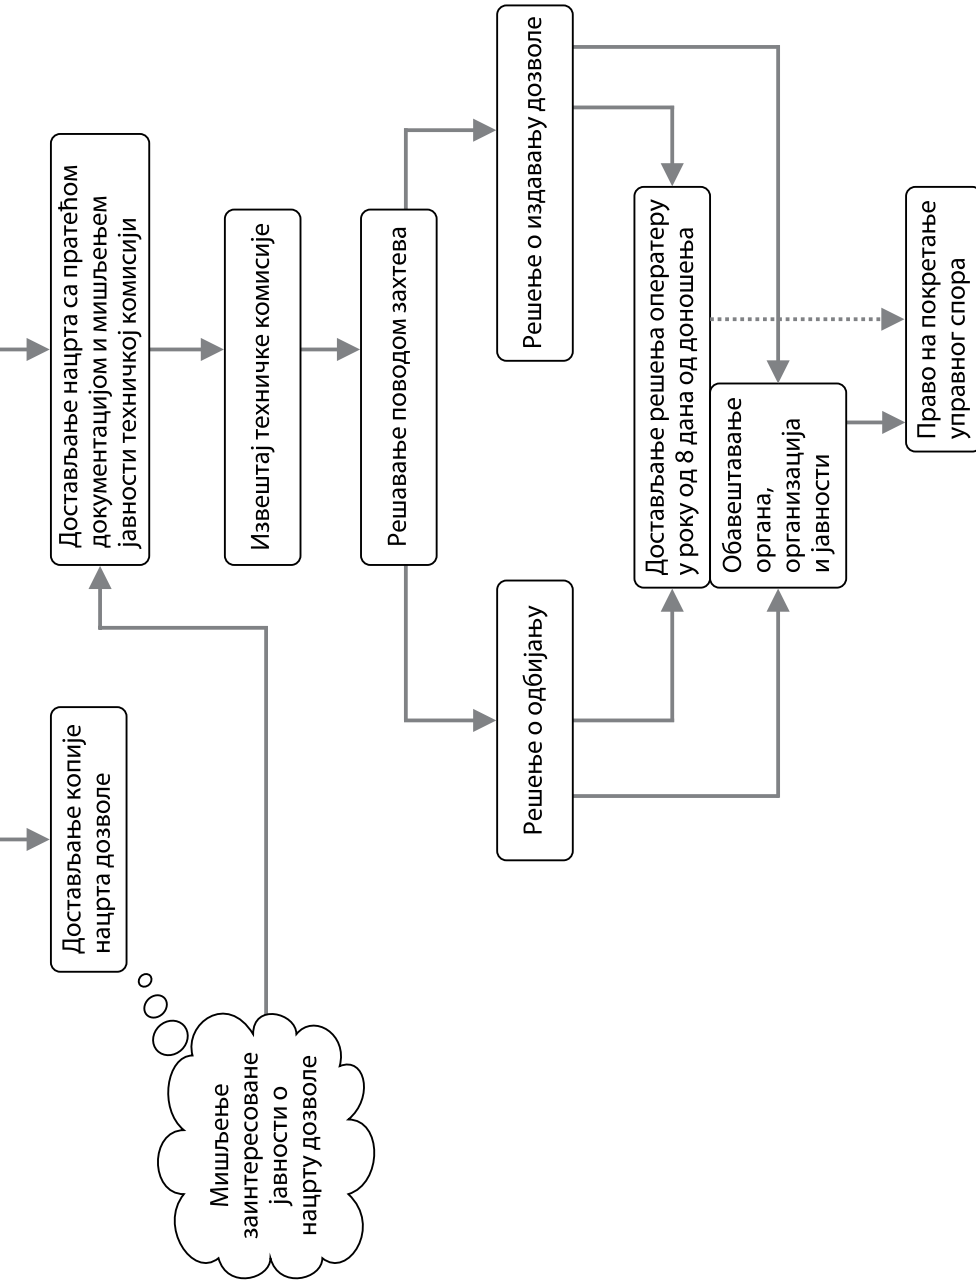 Достављање копије
нацрта дозволе
Мишљење
заинтересоване
јавности о
нацрту дозволе
Достављање нацрта са пратећом
документацијом и мишљењем
јавности техничкој комисији
Извештај техничке комисије
Решавање поводом захтева
Решење о одбијању
Решење о издавању дозволе
Достављање решења оператеру
у року од 8 дана од доношења
Обавештавање
органа,
организација
и јавности
Право на покретање
управног спора